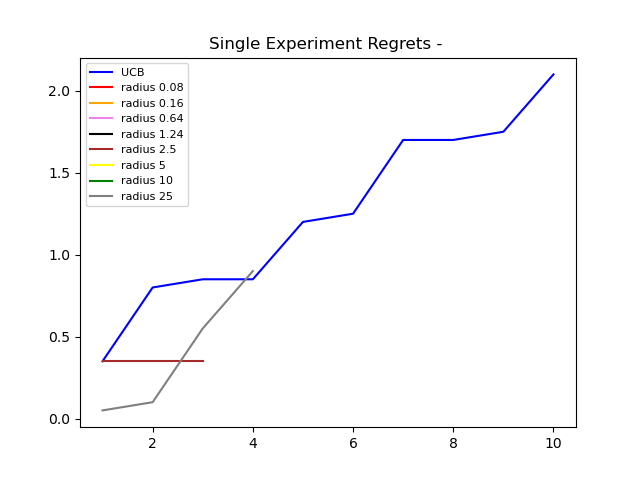 Single Experiment Regrets -
UCB
radius 0.08
radius 0.16
radius 0.64
radius 1.24
radius 2.5
radius 5
radius 10
radius 25
2.0
1.5
1.0
0.5
0.0
2 4 6 8 10